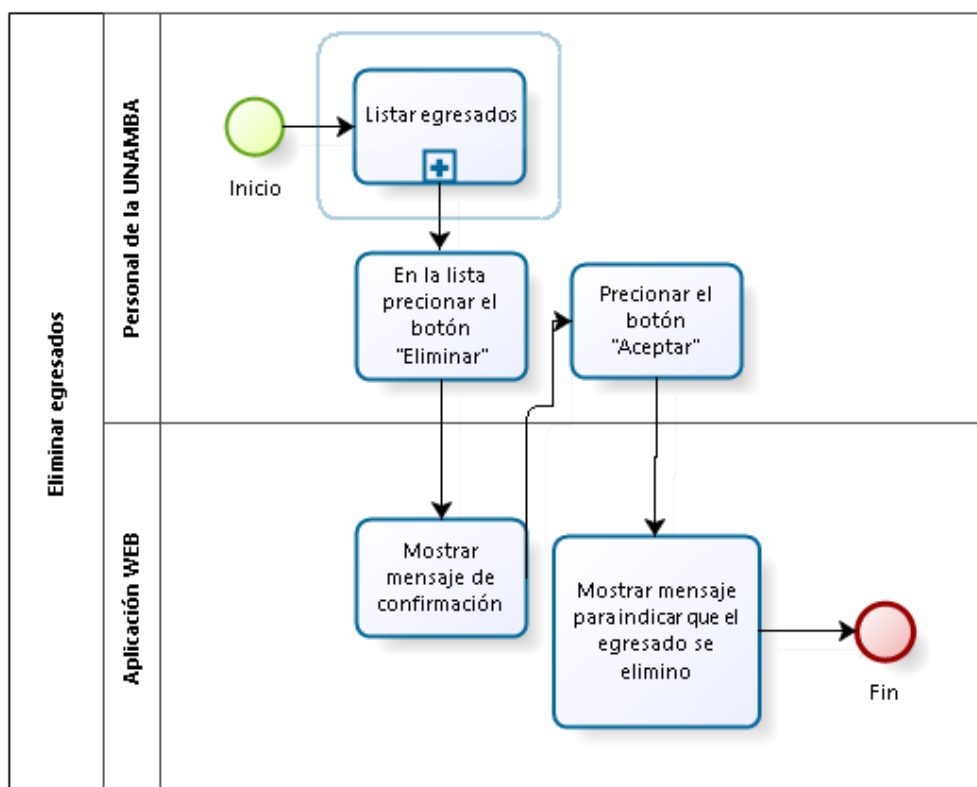 Eliminar egresados
Personal de la UNAMBA
Inicio
Listar egresados
En la lista
precionar el
botón
"Eliminar"
Precionar el
botón
"Aceptar"
Aplicación WEB
Mostrar
mensaje de
confirmación
Mostrar mensaje
para indicar que el
egresado se
elimino
Fin